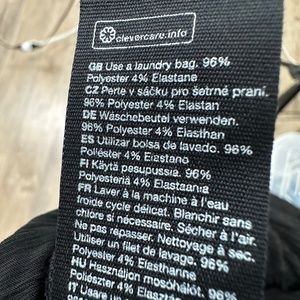 clevercare.info
GB Use a laundry bag. 96%
Polyester 4% Elastane
CZ Perte v sáčku pro šetrné praní.
96% Polyester 4% Elastan
DE Wäschebeutel verwenden.
96% Polyester 4% Elasthan
ES Utilizar bolsa de lavado. 96%
Poliéster 4% Elastano
FI Käytä pesupussia. 96%
Polyesteriä 4% Elastaania
FR Laver à la machine à l'eau
froide cycle délicat. Blanchir sans
chlore si nécessaire. Sécher à l'air.
Ne pas repasser. Nettoyage à sec.
Utiliser un filet de lavage. 96%
Polyester 4% Elasthanne
HU Használjon mosóhálót. 96%
Poliészter 4% Elasztán
IT Usare un